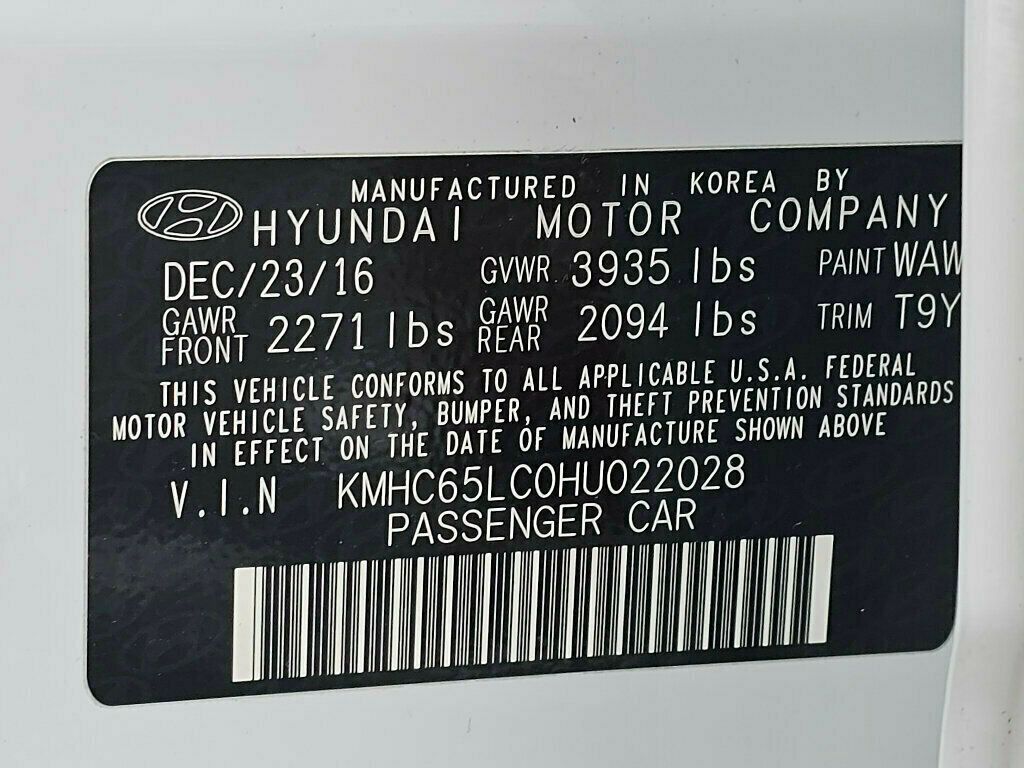 MANUFACTURED IN KOREA BY
HYUNDAI MOTOR COMPANY
DEC/23/16 GVWR 3935 lbs PAINT WAW
GAWR FRONT 2271 lbs GAWR REAR 2094 lbs TRIM T9Y
THIS VEHICLE CONFORMS TO ALL APPLICABLE U.S.A. FEDERAL
MOTOR VEHICLE SAFETY, BUMPER, AND THEFT PREVENTION STANDARDS
IN EFFECT ON THE DATE OF MANUFACTURE SHOWN ABOVE
V.I.N KMHC65LC0HU022028
PASSENGER CAR